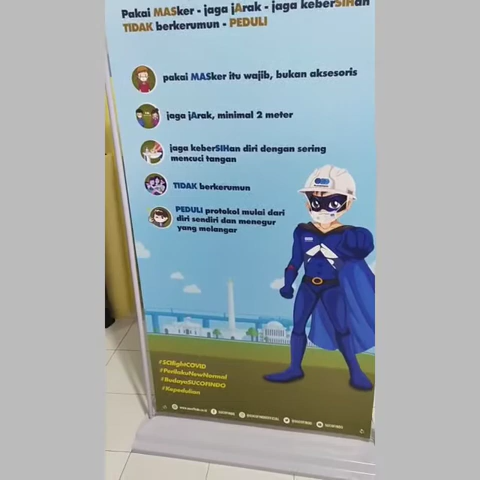 Pakai MASker - jaga jArak - jaga keberSIHan
TIDAK berkerumun - PEDULI
pakai MASker itu wajib, bukan aksesoris
jaga jArak, minimal 2 meter
jaga keberSIHan diri dengan sering
mencuci tangan
TIDAK berkerumun
PEDULI protokol mulai dari
diri sendiri dan menegur
yang melangar
#SCIfightCOVID
#PerilakuNewNormal
#BudayaSUCOFINDO
#Kepedulian